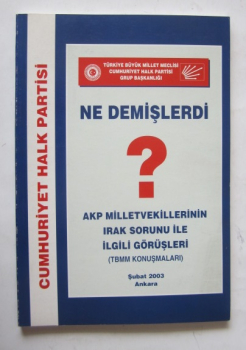 TÜRKİYE BÜYÜK MİLLET MECLİSİ
CUMHURİYET HALK PARTİSİ
GRUP BAŞKANLIĞI
NE DEMİŞLERDİ
?
AKP MİLLETVEKİLLERİNİN
IRAK SORUNU İLE
İLGİLİ GÖRÜŞLERİ
(TBMM KONUŞMALARI)
Şubat 2003
Ankara
CUMHURİYET HALK PARTİSİ